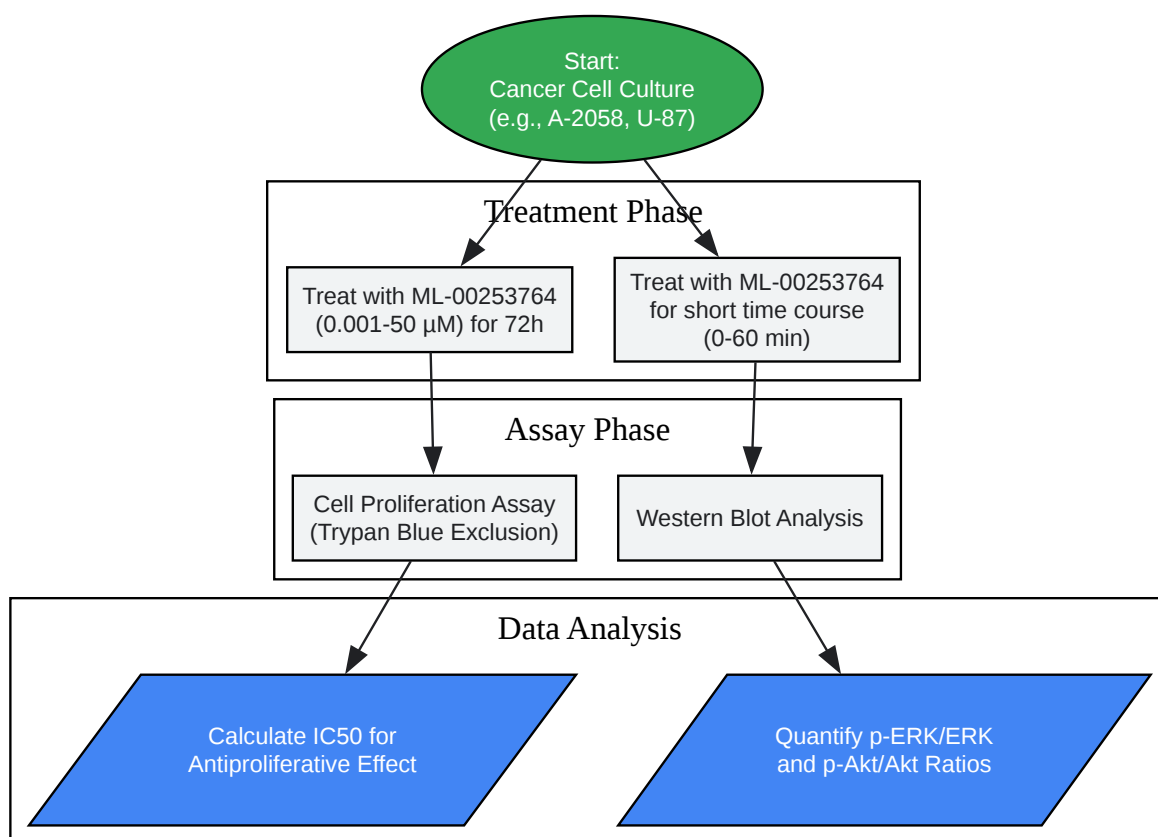 Start:
Cancer Cell Culture
(e.g., A-2058, U-87)
Treatment Phase
Treat with ML-00253764
(0.001-50 µM) for 72h
Treat with ML-00253764
for short time course
(0-60 min)
Assay Phase
Cell Proliferation Assay
(Trypan Blue Exclusion)
Western Blot Analysis
Data Analysis
Calculate IC50 for
Antiproliferative Effect
Quantify p-ERK/ERK
and p-Akt/Akt Ratios